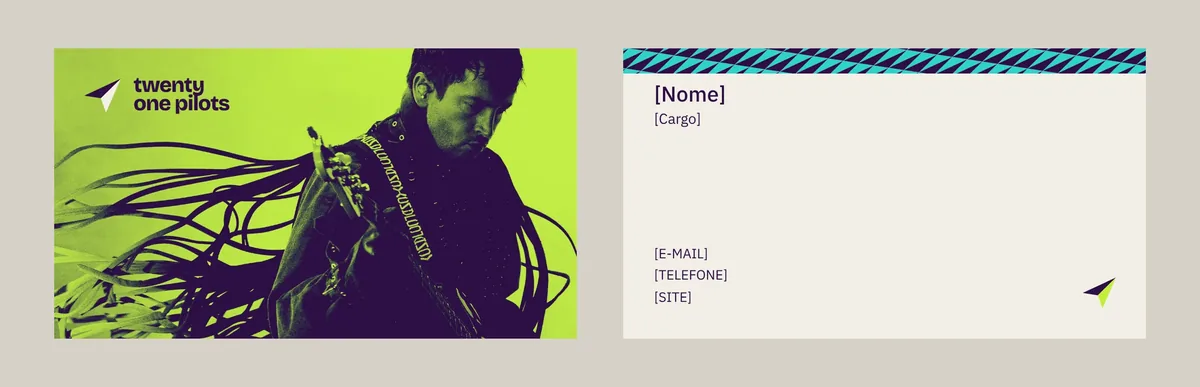 twenty
one pilots
[Nome]
[Cargo]
[E-MAIL]
[TELEFONE]
[SITE]